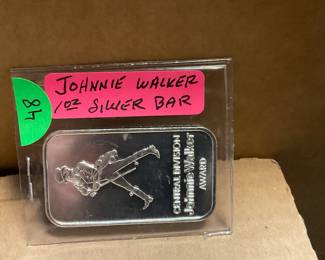 48
JOHNNIE WALKER
1OZ SILVER BAR
CENTRAL DIVISION
Johnnie Walker
AWARD